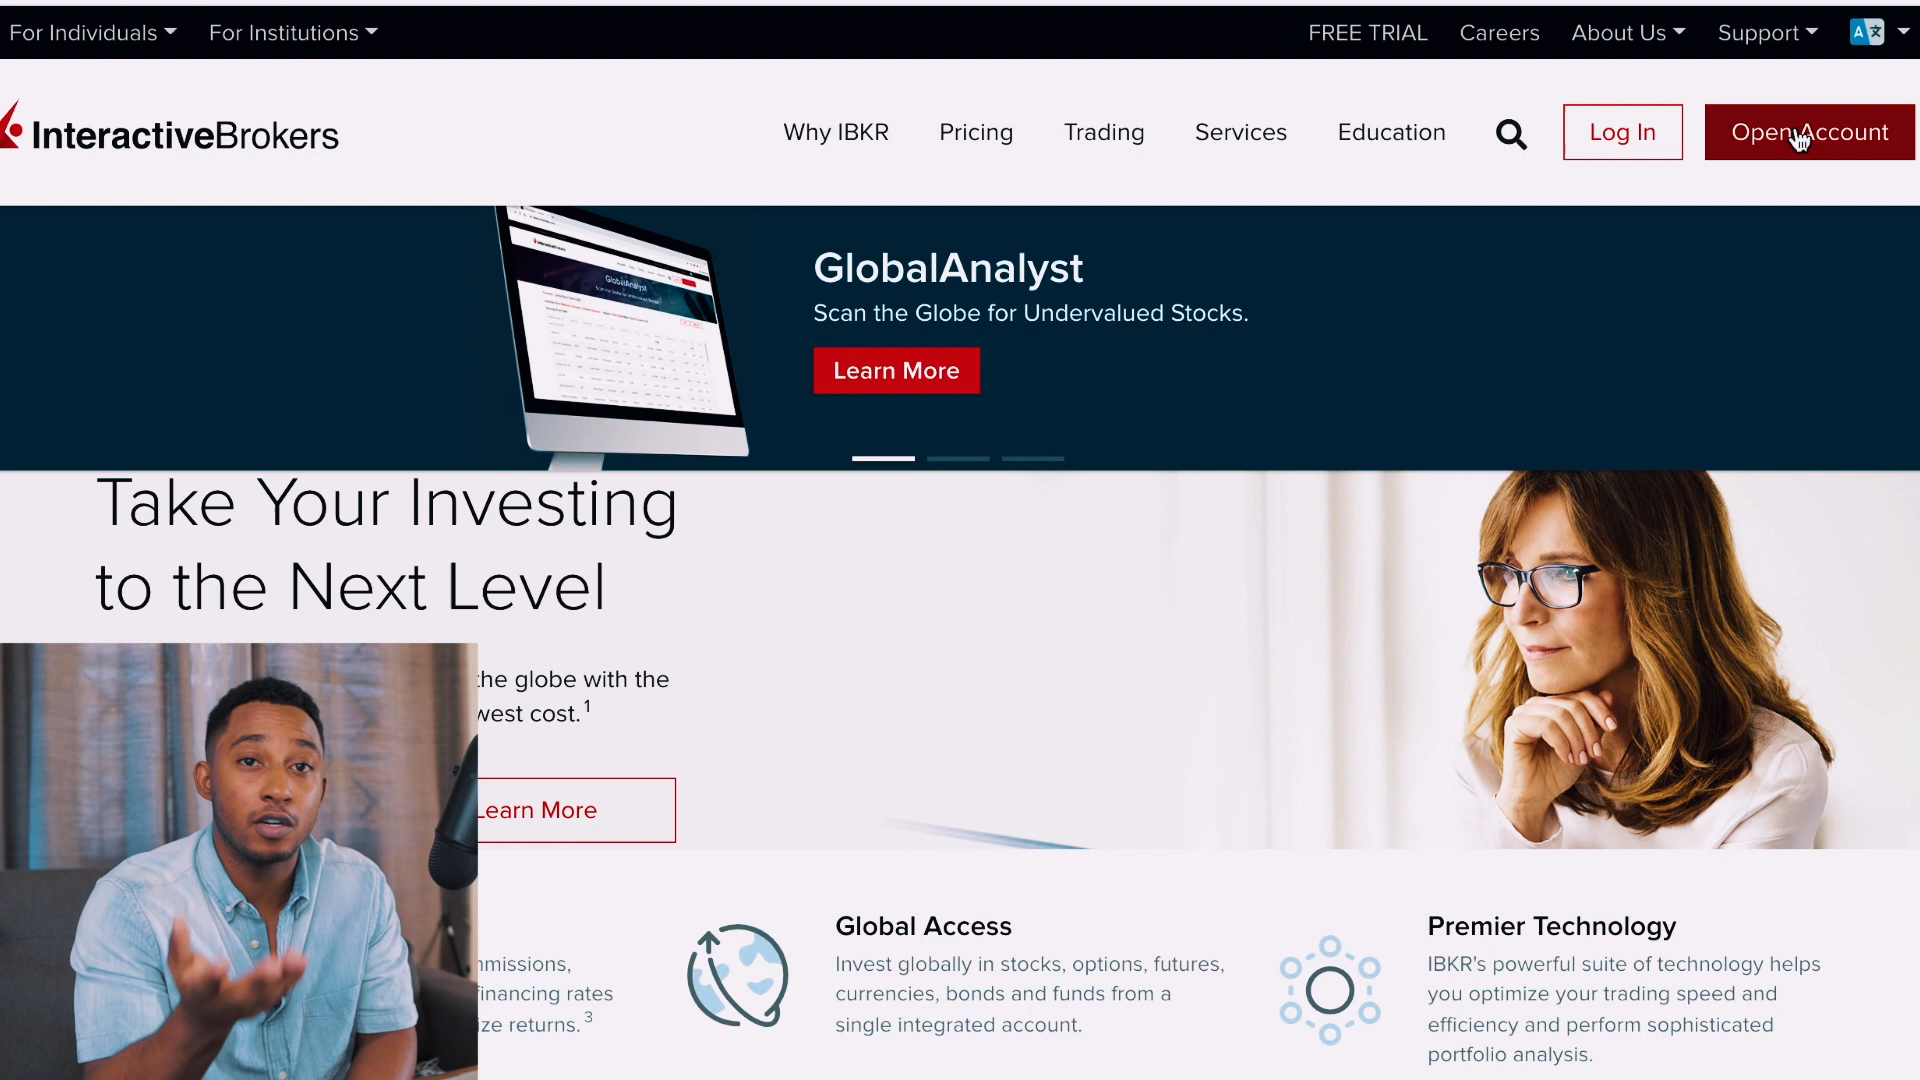 For Individuals
For Institutions
FREE TRIAL
Careers
About Us
Support
InteractiveBrokers
Why IBKR
Pricing
Trading
Services
Education
Log In
Open Account
GlobalAnalyst
Scan the Globe for Undervalued Stocks.
Learn More
Take Your Investing
to the Next Level
the globe with the
west cost.1
Learn More
Global Access
Invest globally in stocks, options, futures,
currencies, bonds and funds from a
single integrated account.
Premier Technology
IBKR's powerful suite of technology helps
you optimize your trading speed and
efficiency and perform sophisticated
portfolio analysis.
mmissions,
financing rates
ize returns.3